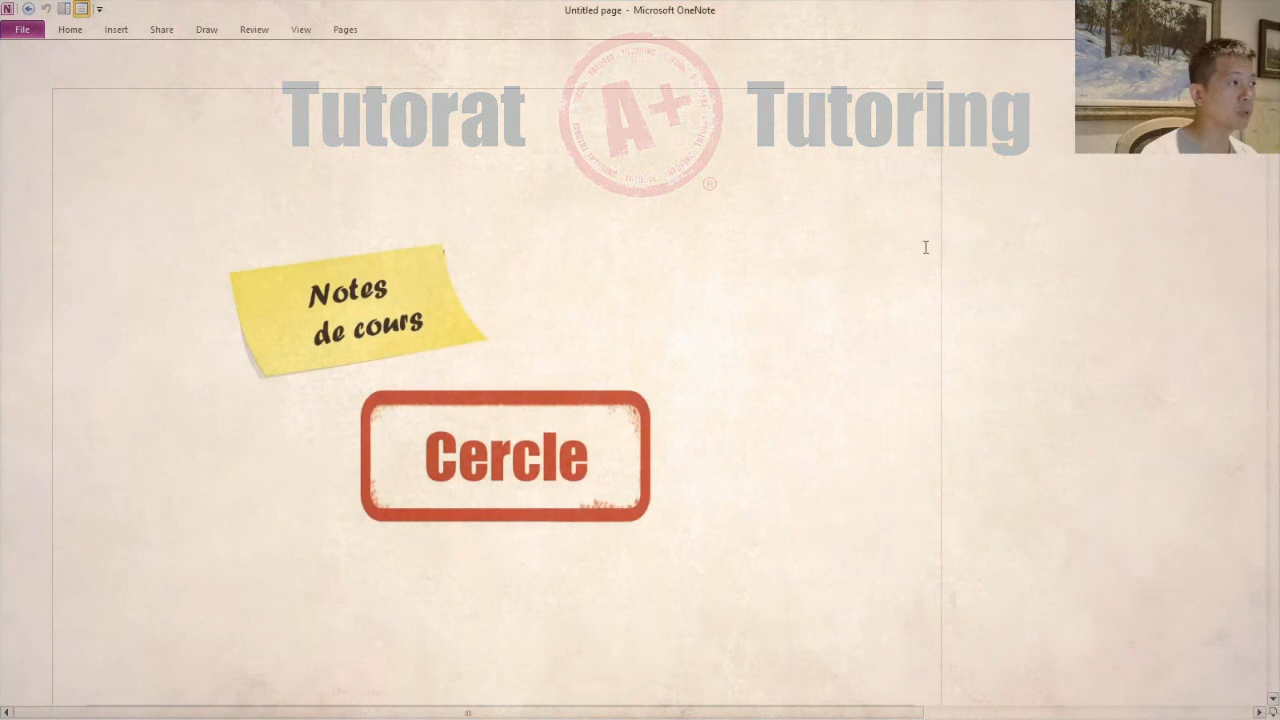 Untitled page - Microsoft OneNote
File Home Insert Share Draw Review View Pages
Tutorat A+ Tutoring
®
Notes
de cours
Cercle